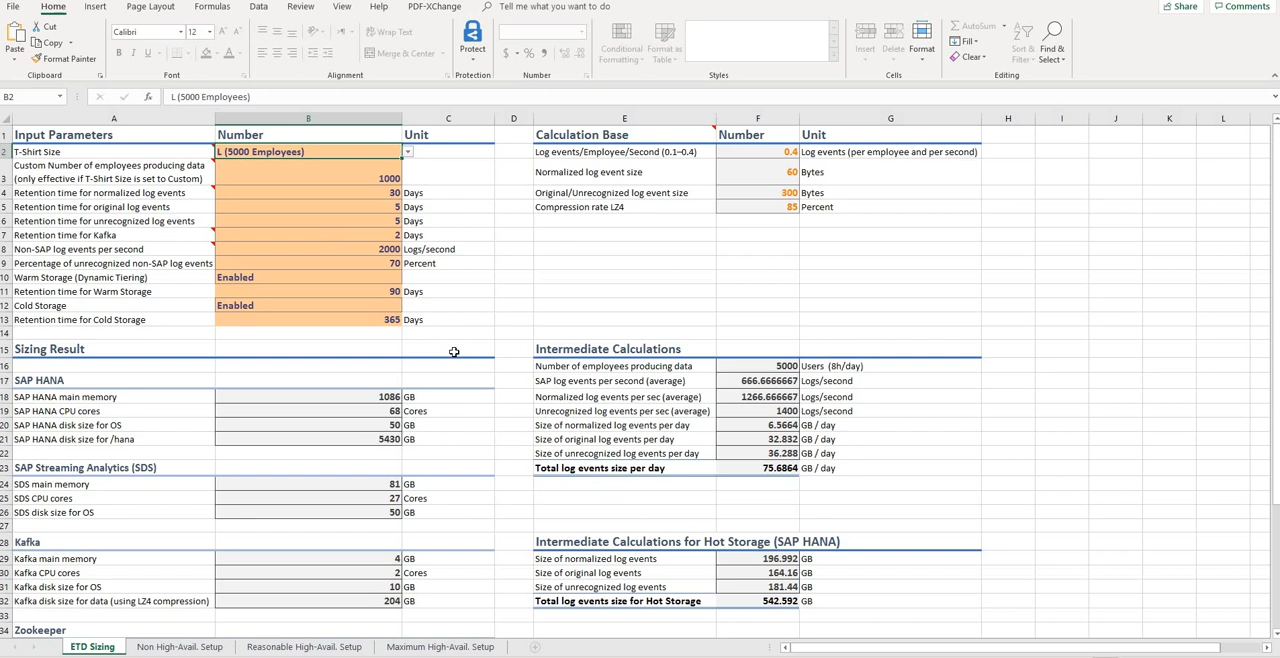 File Home Insert Page Layout Formulas Data Review View Help PDF-XChange Tell me what you want to do Share Comments
Paste Cut Copy Format Painter Clipboard
Calibri 12 B I U A A A Font
Wrap Text Merge & Center Alignment
Protect Protection
$ % Number
Conditional Formatting Format as Table Styles
Insert Delete Format Cells
AutoSum Fill Clear Sort & Filter Find & Select Editing
B2 fx L (5000 Employees)
A B C D E F G H I J K L
1 Input Parameters Number Unit Calculation Base Number Unit
2 T-Shirt Size L (5000 Employees) Log events/Employee/Second (0.1–0.4) 0.4 Log events (per employee and per second)
Custom Number of employees producing data
3 (only effective if T-Shirt Size is set to Custom) 1000 Normalized log event size 60 Bytes
4 Retention time for normalized log events 30 Days Original/Unrecognized log event size 300 Bytes
5 Retention time for original log events 5 Days Compression rate LZ4 85 Percent
6 Retention time for unrecognized log events 5 Days
7 Retention time for Kafka 2 Days
8 Non-SAP log events per second 2000 Logs/second
9 Percentage of unrecognized non-SAP log events 70 Percent
10 Warm Storage (Dynamic Tiering) Enabled
11 Retention time for Warm Storage 90 Days
12 Cold Storage Enabled
13 Retention time for Cold Storage 365 Days
14
15 Sizing Result Intermediate Calculations
16 Number of employees producing data 5000 Users (8h/day)
17 SAP HANA SAP log events per second (average) 666.6666667 Logs/second
18 SAP HANA main memory 1086 GB Normalized log events per sec (average) 1266.666667 Logs/second
19 SAP HANA CPU cores 68 Cores Unrecognized log events per sec (average) 1400 Logs/second
20 SAP HANA disk size for OS 50 GB Size of normalized log events per day 6.5664 GB / day
21 SAP HANA disk size for /hana 5430 GB Size of original log events per day 32.832 GB / day
22 Size of unrecognized log events per day 36.288 GB / day
23 SAP Streaming Analytics (SDS) Total log events size per day 75.6864 GB / day
24 SDS main memory 81 GB
25 SDS CPU cores 27 Cores
26 SDS disk size for OS 50 GB
27
28 Kafka Intermediate Calculations for Hot Storage (SAP HANA)
29 Kafka main memory 4 GB Size of normalized log events 196.992 GB
30 Kafka CPU cores 2 Cores Size of original log events 164.16 GB
31 Kafka disk size for OS 10 GB Size of unrecognized log events 181.44 GB
32 Kafka disk size for data (using LZ4 compression) 204 GB Total log events size for Hot Storage 542.592 GB
33
34 Zookeeper
ETD Sizing Non High-Avail. Setup Reasonable High-Avail. Setup Maximum High-Avail. Setup